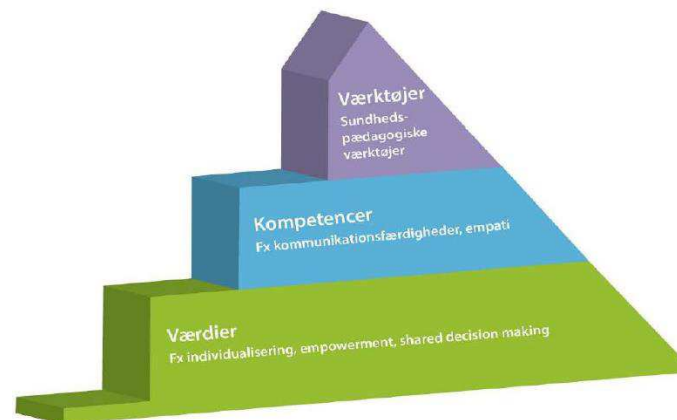 Værktøjer
Sundheds-
pædagogiske
værktøjer
Kompetencer
Fx kommunikationsfærdigheder, empati
Værdier
Fx individualisering, empowerment, shared decision making